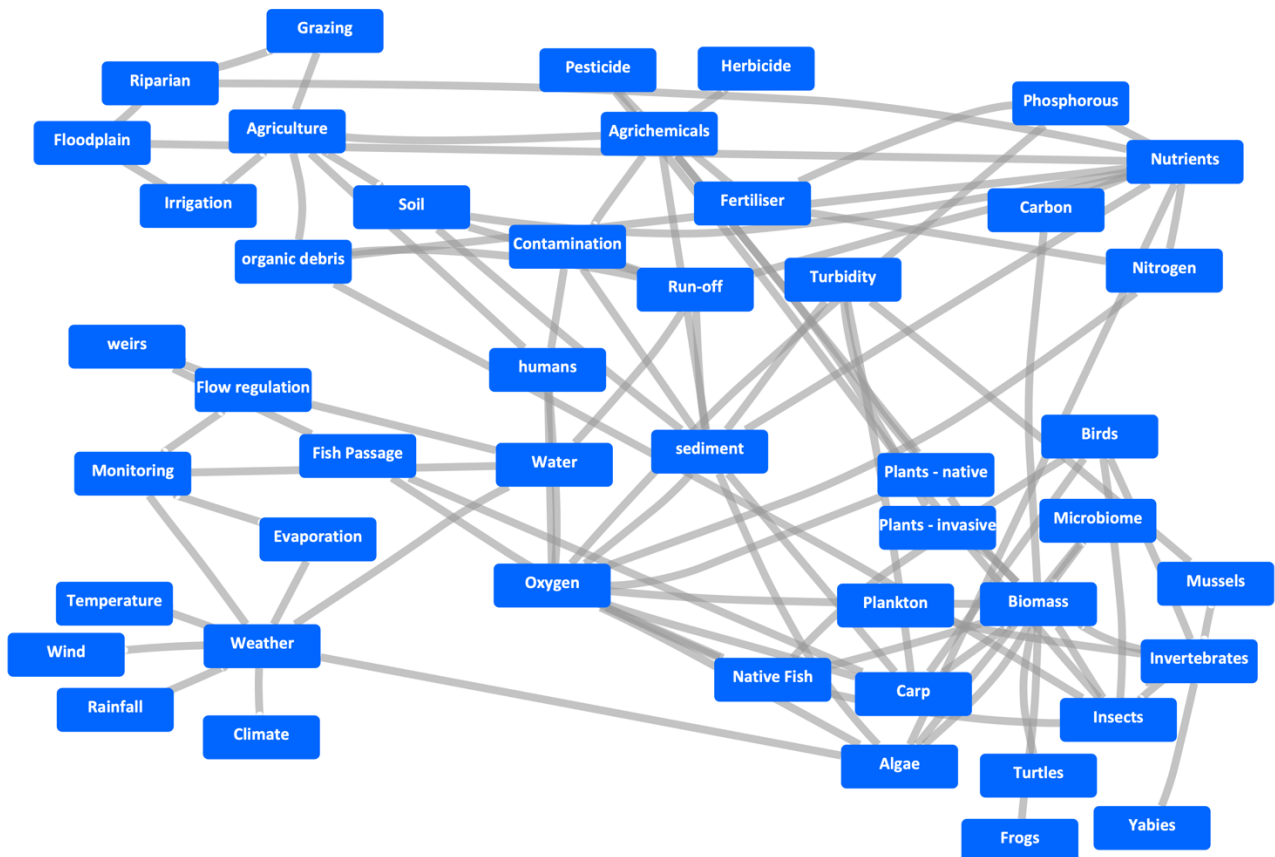 Grazing
Pesticide
Herbicide
Riparian
Phosphorous
Floodplain
Agriculture
Agrichemicals
Nutrients
Irrigation
Soil
Fertiliser
Carbon
organic debris
Contamination
Run-off
Turbidity
Nitrogen
weirs
Flow regulation
humans
Birds
Monitoring
Fish Passage
Water
sediment
Plants - native
Plants - invasive
Microbiome
Evaporation
Oxygen
Mussels
Temperature
Plankton
Biomass
Wind
Weather
Native Fish
Carp
Invertebrates
Rainfall
Climate
Insects
Algae
Turtles
Frogs
Yabies